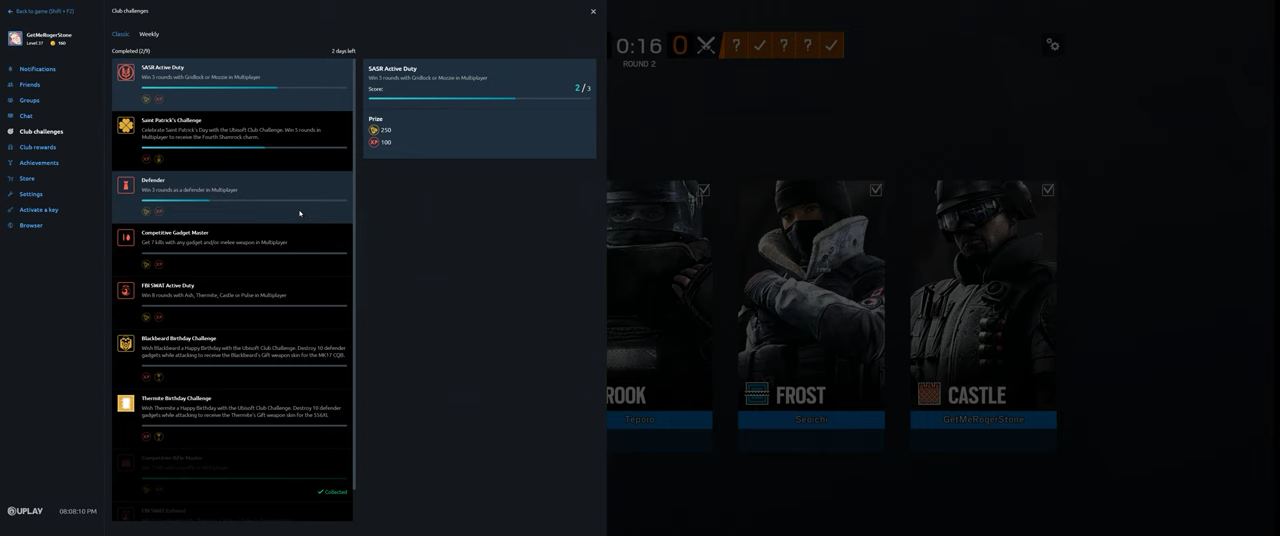 Back to game (Shift + F2)
GetMeRogerStone
Level 37 160
Notifications
Friends
Groups
Chat
Club challenges
Club rewards
Achievements
Store
Settings
Activate a key
Browser
UPLAY 08:08:10 PM
Club challenges
Classic Weekly
Completed (2/9) 2 days left
SASR Active Duty
Win 3 rounds with Gridlock or Mozzie in Multiplayer
Saint Patrick's Challenge
Celebrate Saint Patrick's Day with the Ubisoft Club Challenge. Win 5 rounds in
Multiplayer to receive the Fourth Shamrock charm.
XP
Defender
Win 3 rounds as a defender in Multiplayer
Competitive Gadget Master
Get 7 kills with any gadget and/or melee weapon in Multiplayer
FBI SWAT Active Duty
Win 8 rounds with Ash, Thermite, Castle or Pulse in Multiplayer
Blackbeard Birthday Challenge
Wish Blackbeard a Happy Birthday with the Ubisoft Club Challenge. Destroy 10 defender
gadgets while attacking to receive the Blackbeard's Gift weapon skin for the MK17 CQB.
XP
Thermite Birthday Challenge
Wish Thermite a Happy Birthday with the Ubisoft Club Challenge. Destroy 10 defender
gadgets while attacking to receive the Thermite's Gift weapon skin for the 556XI.
XP
Competitive Rifle Master
Collected
SASR Active Duty
Win 3 rounds with Gridlock or Mozzie in Multiplayer
Score: 2/3
Prize
250
XP 100
0:16 0 ? ? ?
ROUND 2
ROOK
Teporo
FROST
Seoichi
CASTLE
GetMeRogerStone